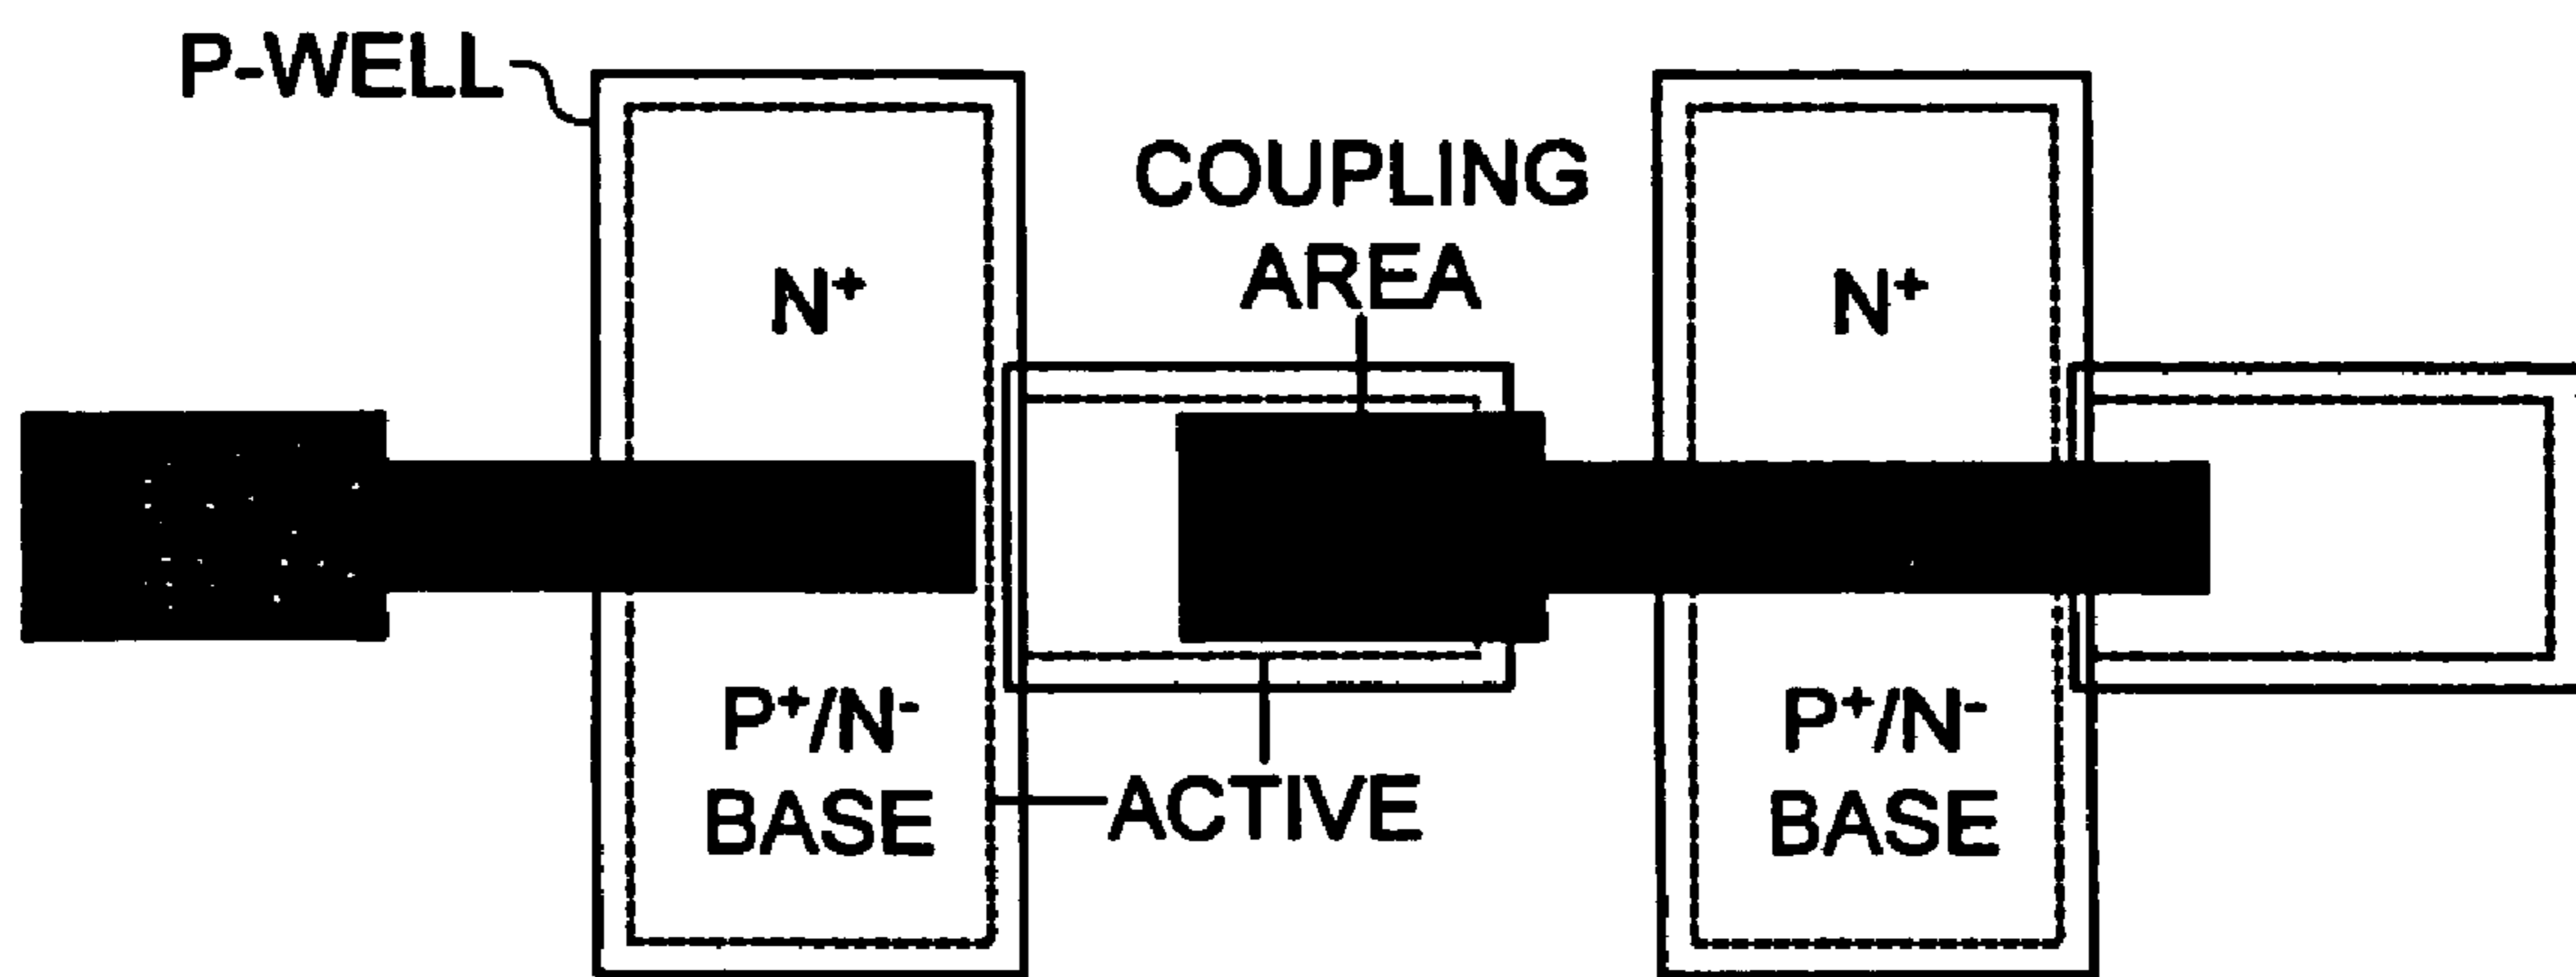 P-WELL
COUPLING
AREA
N⁺
N⁺
P⁺/N⁻
BASE
P⁺/N⁻
BASE
ACTIVE